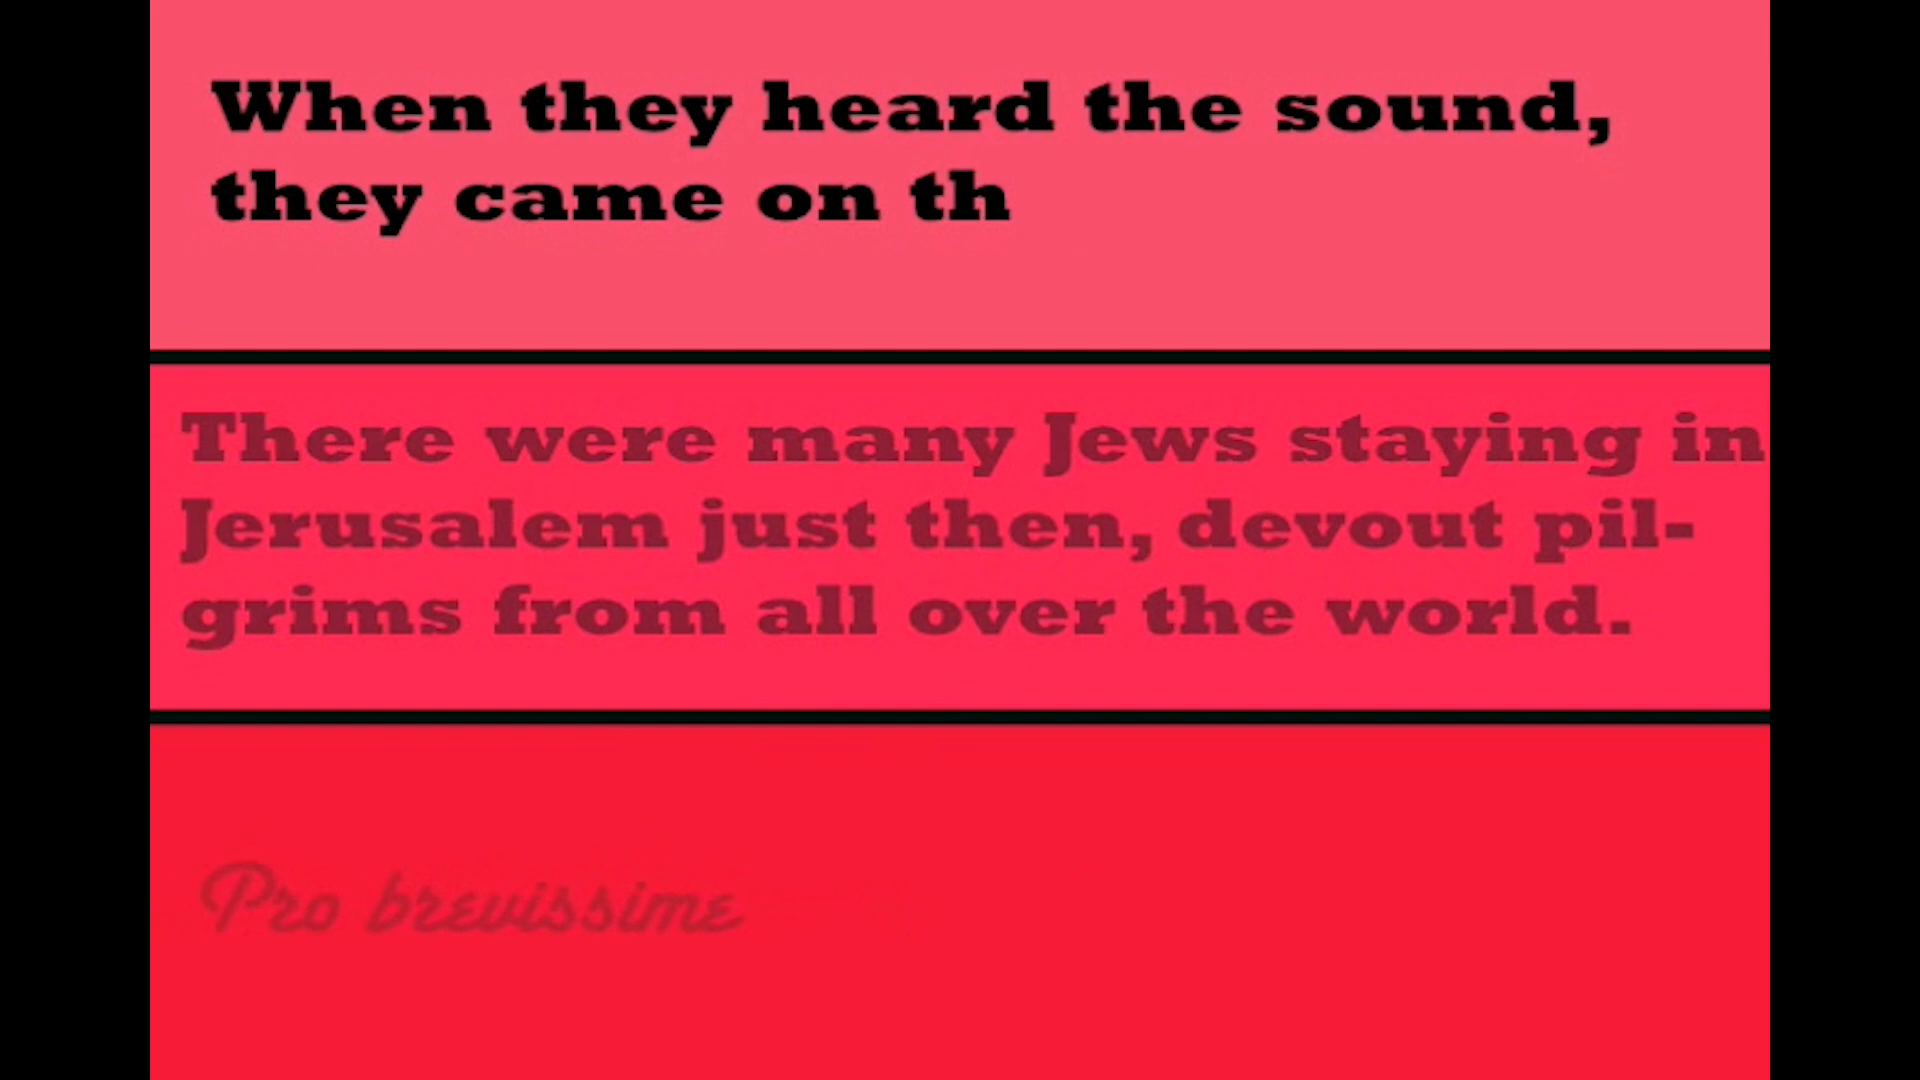 When they heard the sound,
they came on th
There were many Jews staying in
Jerusalem just then, devout pil-
grims from all over the world.
Pro brevissime